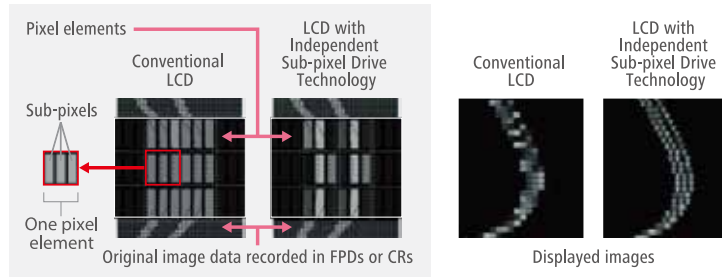 Pixel elements
Conventional
LCD
LCD with
Independent
Sub-pixel Drive
Technology
Sub-pixels
One pixel
element
Original image data recorded in FPDs or CRs
Conventional
LCD
LCD with
Independent
Sub-pixel Drive
Technology
Displayed images